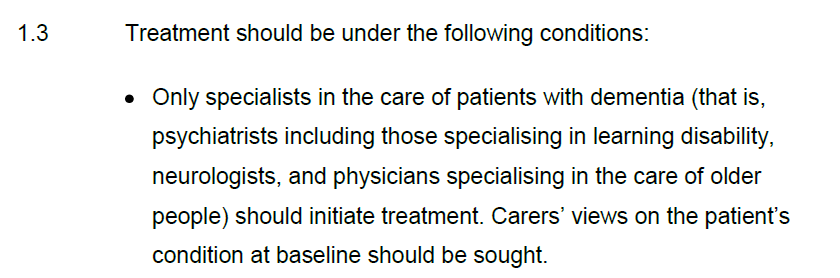 1.3 Treatment should be under the following conditions:
• Only specialists in the care of patients with dementia (that is,
psychiatrists including those specialising in learning disability,
neurologists, and physicians specialising in the care of older
people) should initiate treatment. Carers’ views on the patient’s
condition at baseline should be sought.